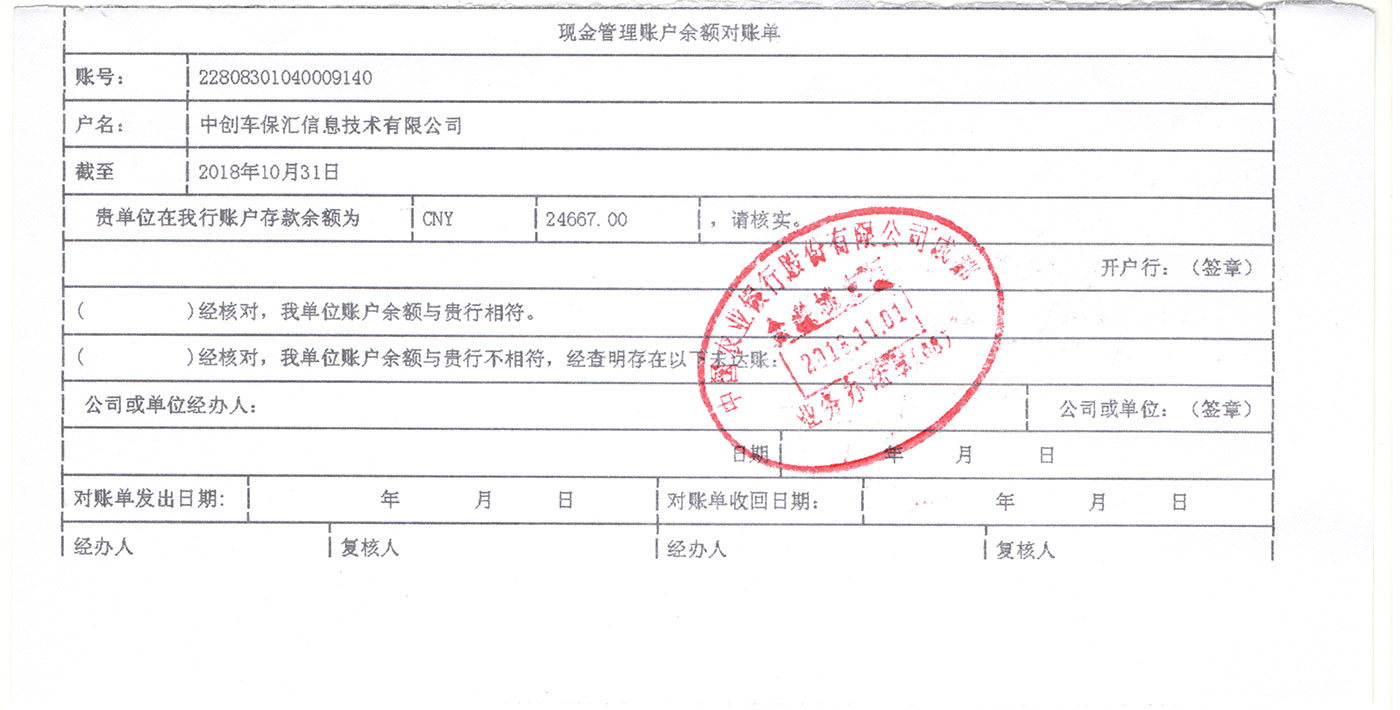 现金管理账户余额对账单
账号： 22808301040009140
户名： 中创车保汇信息技术有限公司
截至 2018年10月31日
贵单位在我行账户存款余额为 CNY 24667.00 ，请核实。
开户行：（签章）
（ ）经核对，我单位账户余额与贵行相符。
（ ）经核对，我单位账户余额与贵行不相符，经查明存在以下未达账：
公司或单位经办人： 公司或单位：（签章）
日期 年 月 日
对账单发出日期： 年 月 日 对账单收回日期： 年 月 日
经办人 复核人 经办人 复核人
中国农业银行股份有限公司成都
2018.11.01
业务办讫章